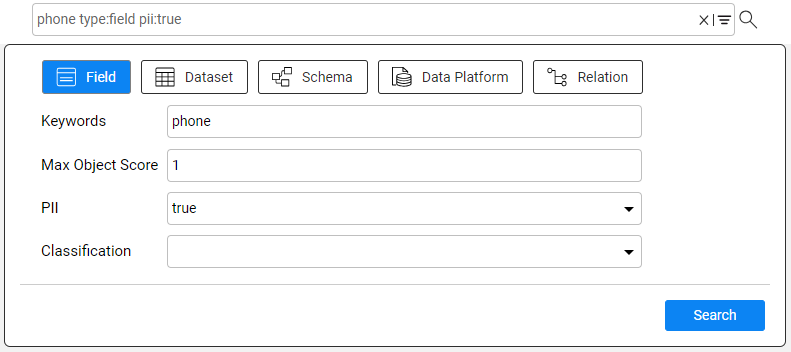 phone type:field pii:true
Field Dataset Schema Data Platform Relation
Keywords phone
Max Object Score 1
PII true
Classification
Search